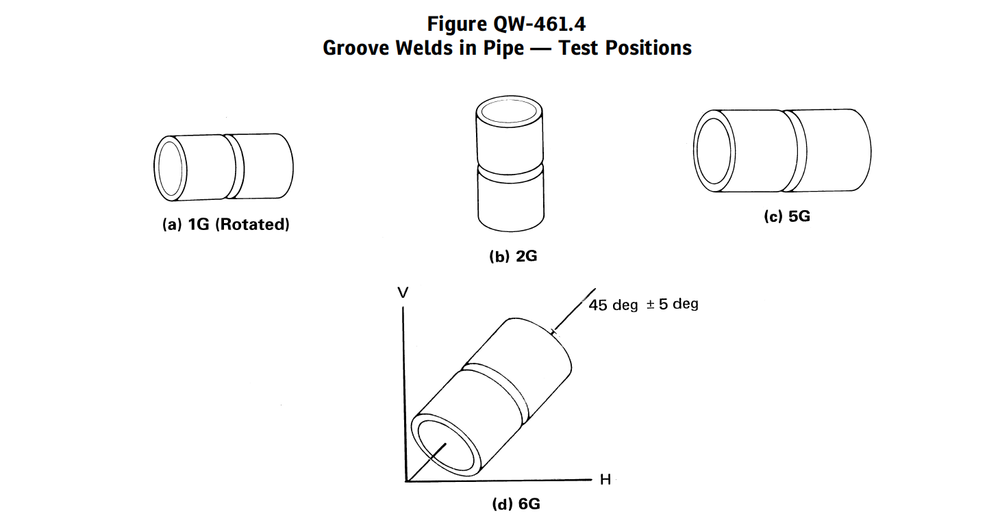 Figure QW-461.4
Groove Welds in Pipe — Test Positions
(a) 1G (Rotated)
(b) 2G
(c) 5G
V
45 deg ± 5 deg
H
(d) 6G